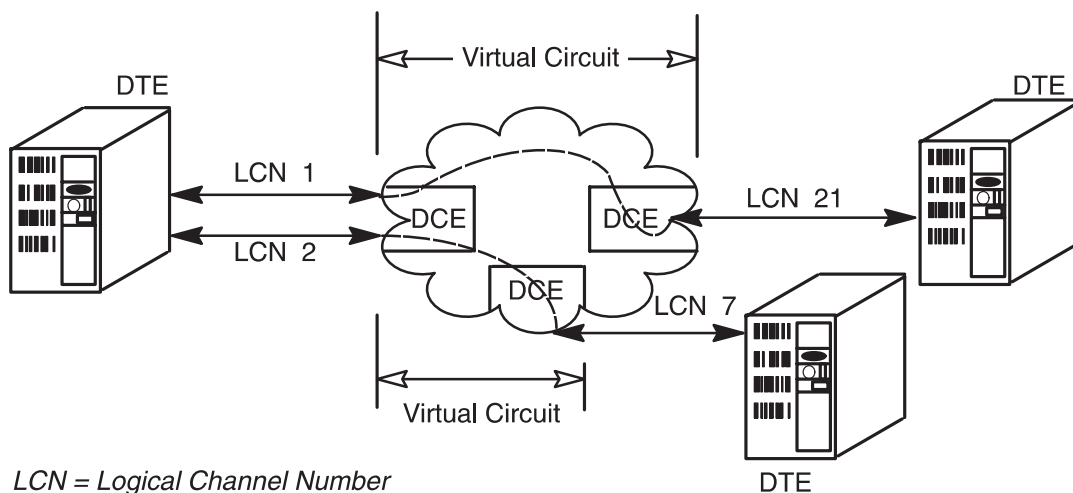 Virtual Circuit
DTE
DTE
LCN 1
LCN 21
DCE
DCE
LCN 2
DCE
LCN 7
Virtual Circuit
LCN = Logical Channel Number
DTE